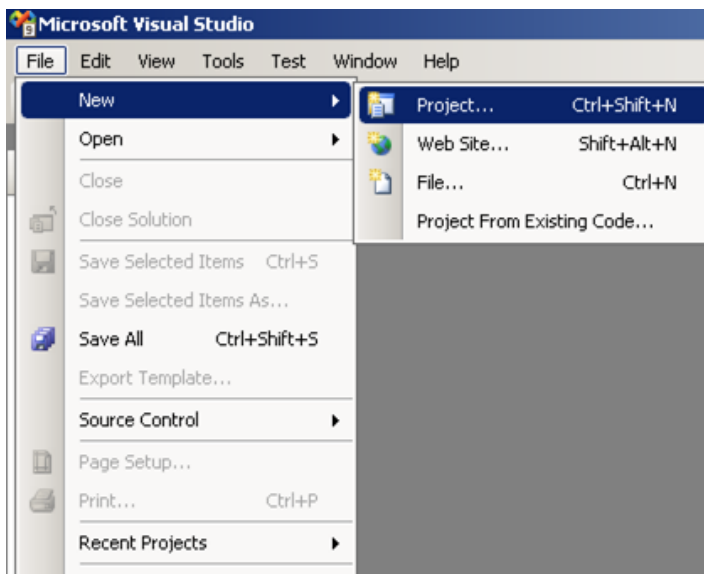 Microsoft Visual Studio
File Edit View Tools Test Window Help
New
Project... Ctrl+Shift+N
Open
Web Site... Shift+Alt+N
Close
File... Ctrl+N
Close Solution
Project From Existing Code...
Save Selected Items Ctrl+S
Save Selected Items As...
Save All Ctrl+Shift+S
Export Template...
Source Control
Page Setup...
Print... Ctrl+P
Recent Projects